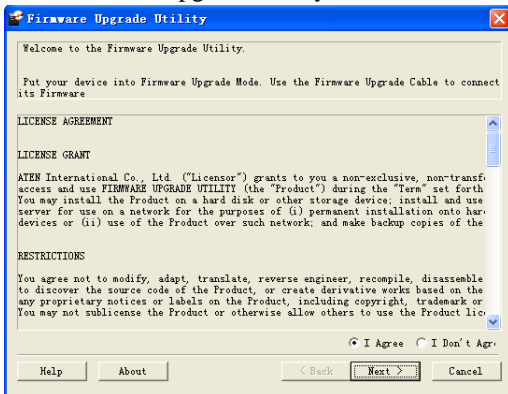 Firmware Upgrade Utility
Welcome to the Firmware Upgrade Utility.
Put your device into Firmware Upgrade Mode. Use the Firmware Upgrade Cable to connect
its Firmware
LICENSE AGREEMENT
LICENSE GRANT
ATEN International Co., Ltd. ("Licensor") grants to you a non-exclusive, non-transfe
access and use FIRMWARE UPGRADE UTILITY (the "Product") during the "Term" set forth
You may install the Product on a hard disk or other storage device; install and use
server for use on a network for the purposes of (i) permanent installation onto hard
devices or (ii) use of the Product over such network; and make backup copies of the
RESTRICTIONS
You agree not to modify, adapt, translate, reverse engineer, recompile, disassemble
to discover the source code of the Product, or create derivative works based on the
any proprietary notices or labels on the Product, including copyright, trademark or
You may not sublicense the Product or otherwise allow others to use the Product lice
I Agree I Don't Agr
Help About < Back Next > Cancel